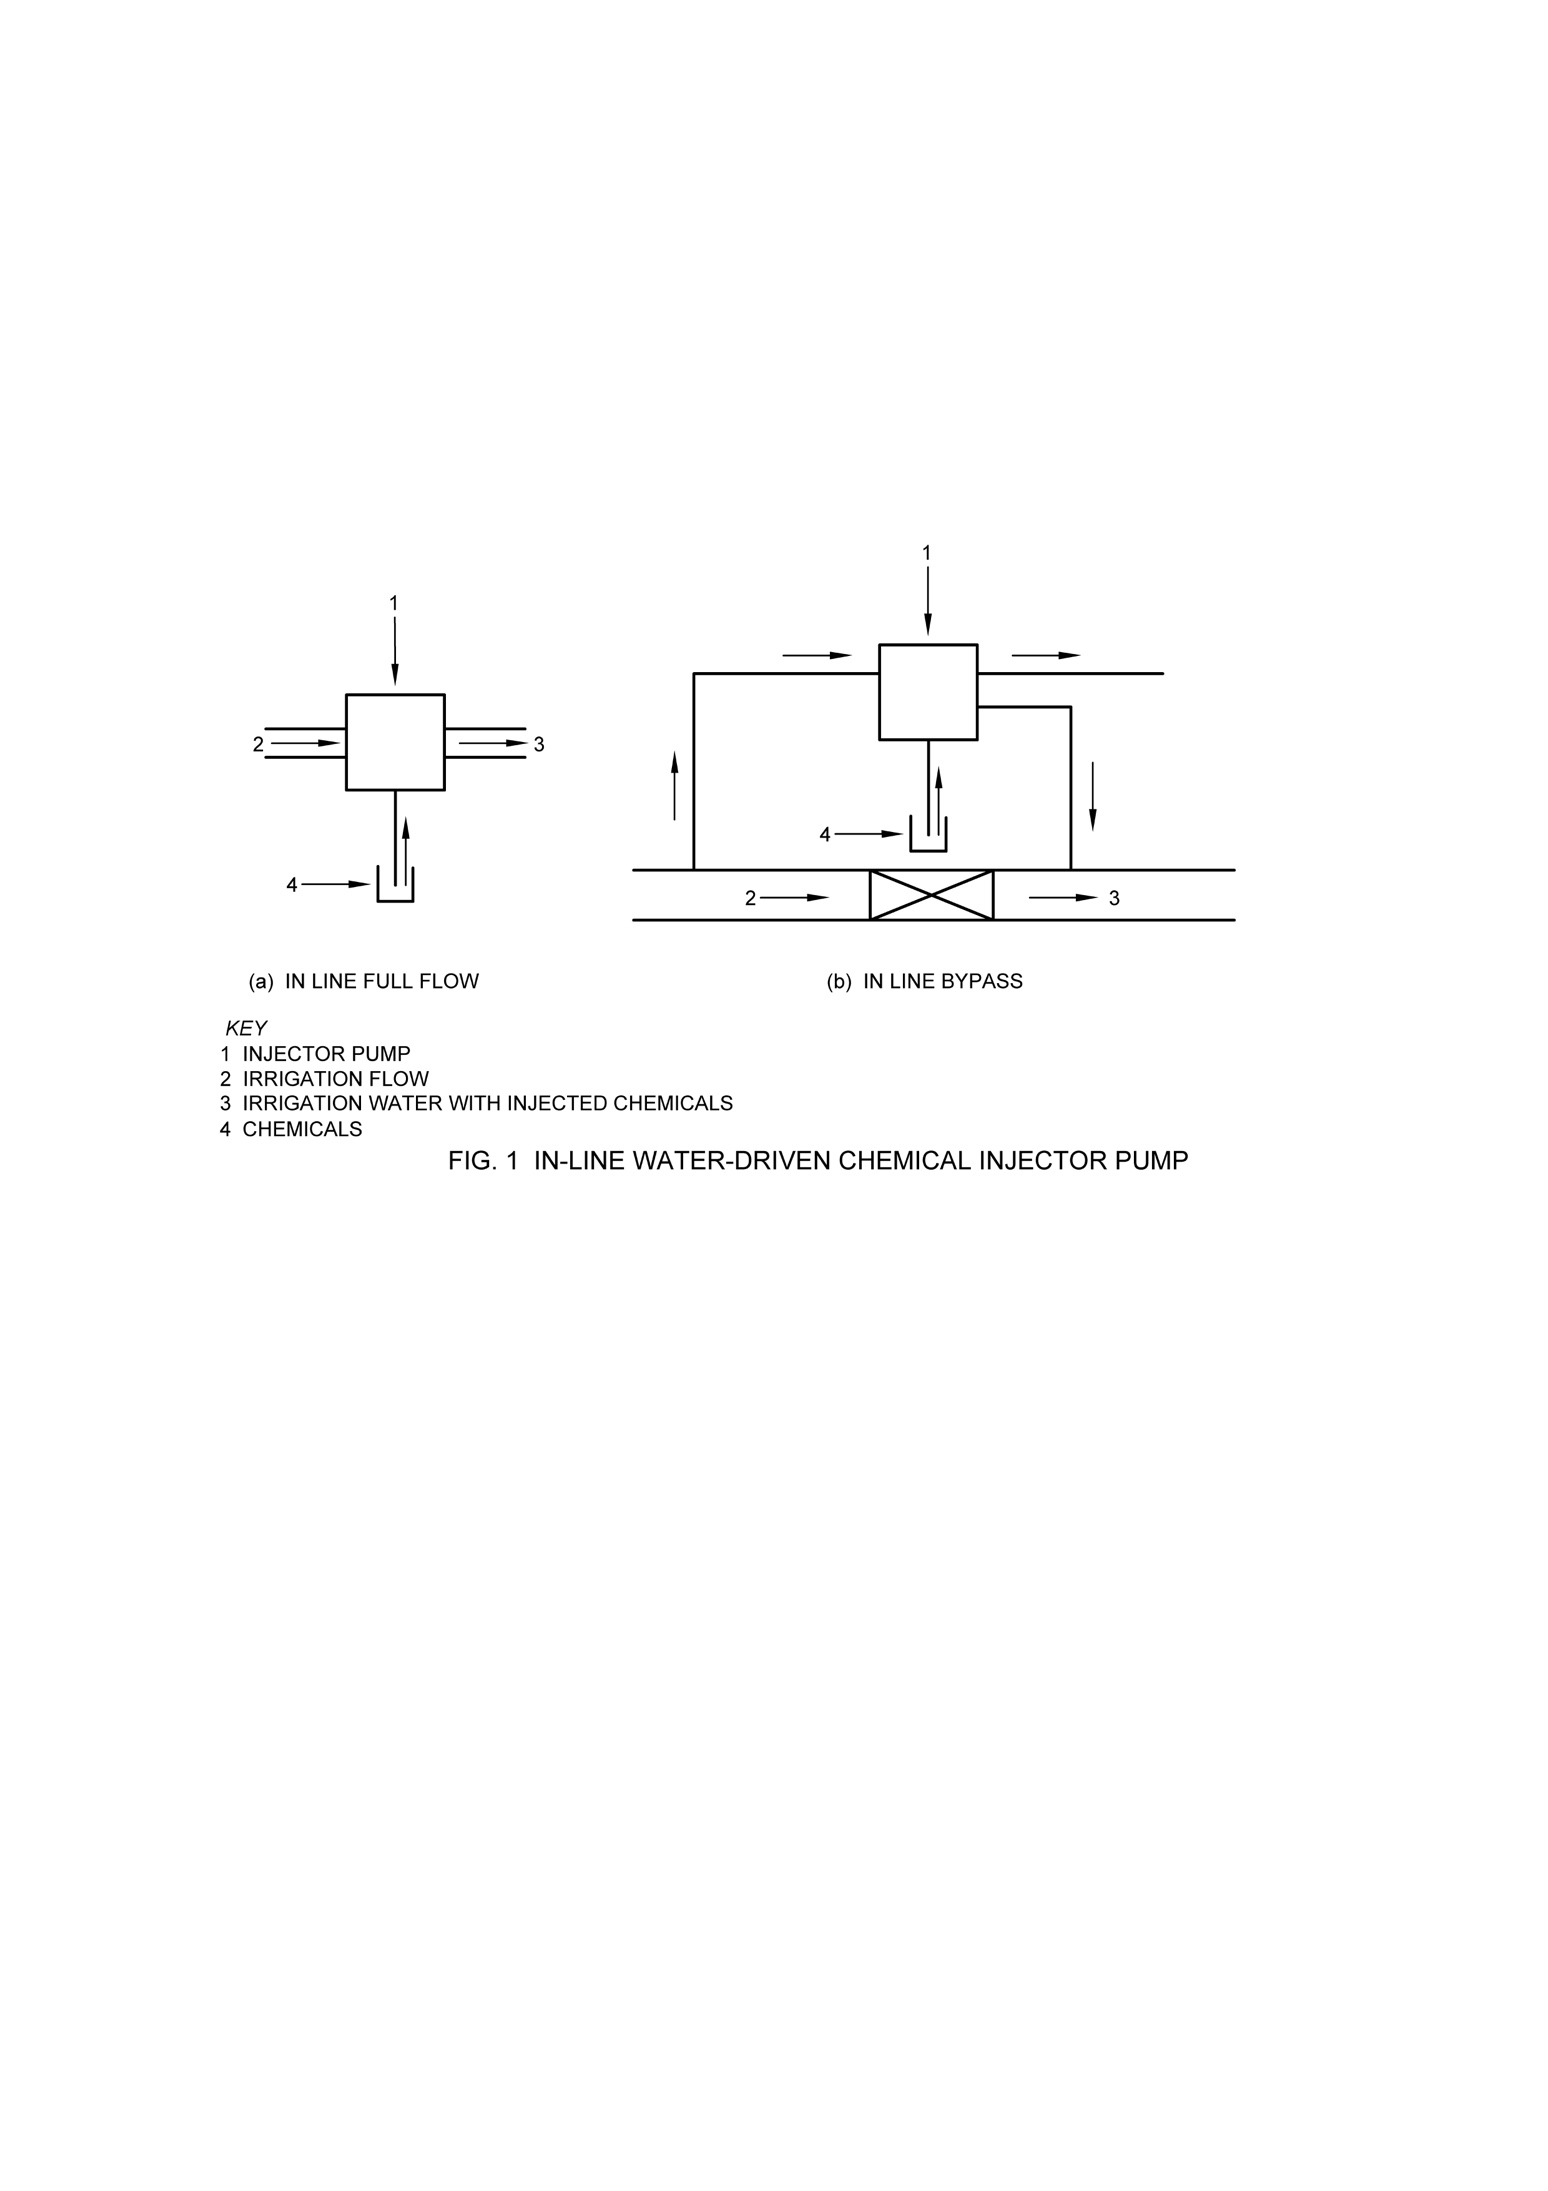 1
1
2
3
4
4
2
3
(a) IN LINE FULL FLOW
(b) IN LINE BYPASS
KEY
1 INJECTOR PUMP
2 IRRIGATION FLOW
3 IRRIGATION WATER WITH INJECTED CHEMICALS
4 CHEMICALS
FIG. 1 IN-LINE WATER-DRIVEN CHEMICAL INJECTOR PUMP